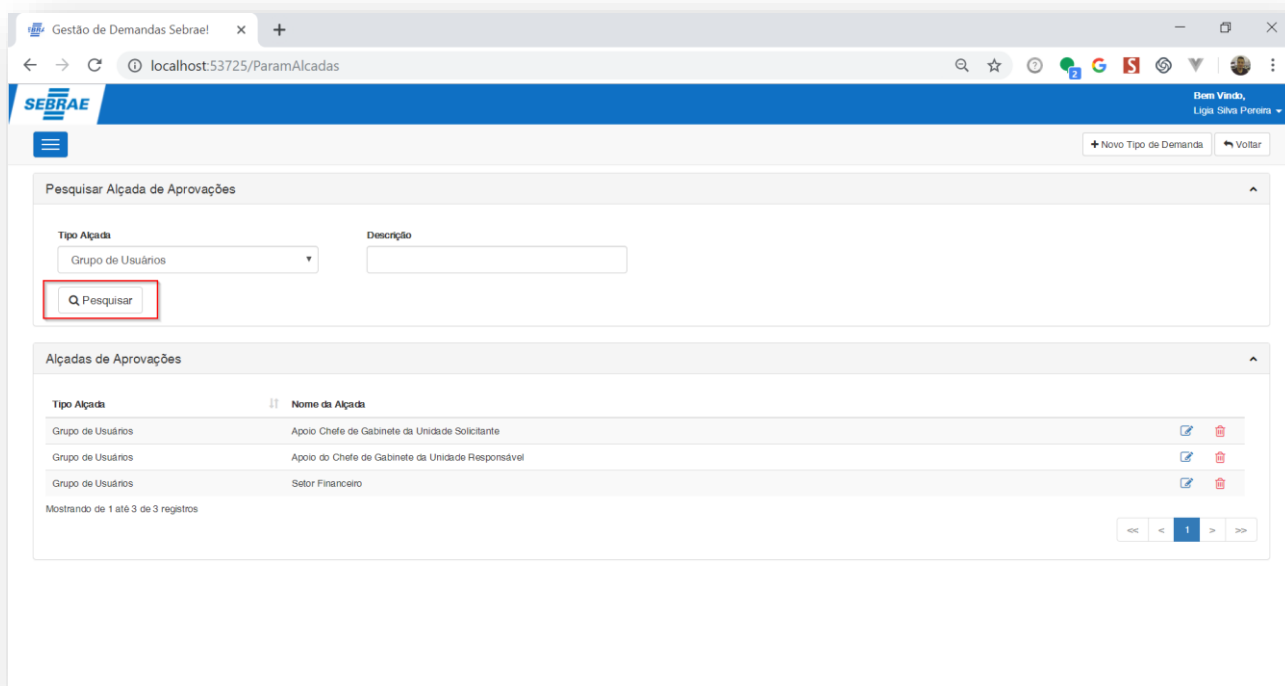 Gestão de Demandas Sebrae!
localhost:53725/ParamAlcadas
2
SEBRAE
Bem Vindo,
Ligia Silva Pereira
Novo Tipo de Demanda Voltar
Pesquisar Alçada de Aprovações
Tipo Alçada Descrição
Grupo de Usuários
Pesquisar
Alçadas de Aprovações
Tipo Alçada Nome da Alçada
Grupo de Usuários Apoio Chefe de Gabinete da Unidade Solicitante
Grupo de Usuários Apoio do Chefe de Gabinete da Unidade Responsável
Grupo de Usuários Setor Financeiro
Mostrando de 1 até 3 de 3 registros
<< < 1 > >>